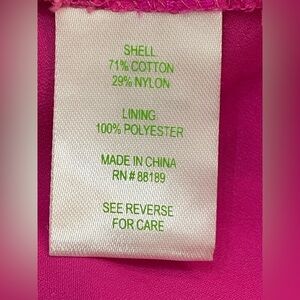 SHELL
71% COTTON
29% NYLON
LINING
100% POLYESTER
MADE IN CHINA
RN # 88189
SEE REVERSE
FOR CARE